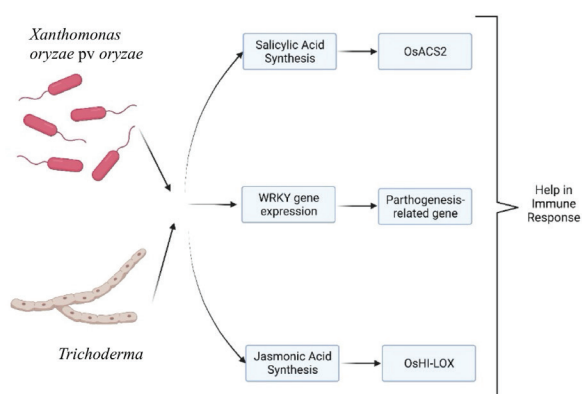 Xanthomonas
oryzae pv oryzae
Trichoderma
Salicylic Acid
Synthesis
OsACS2
WRKY gene
expression
Parthogenesis-
related gene
Jasmonic Acid
Synthesis
OsHI-LOX
Help in
Immune
Response